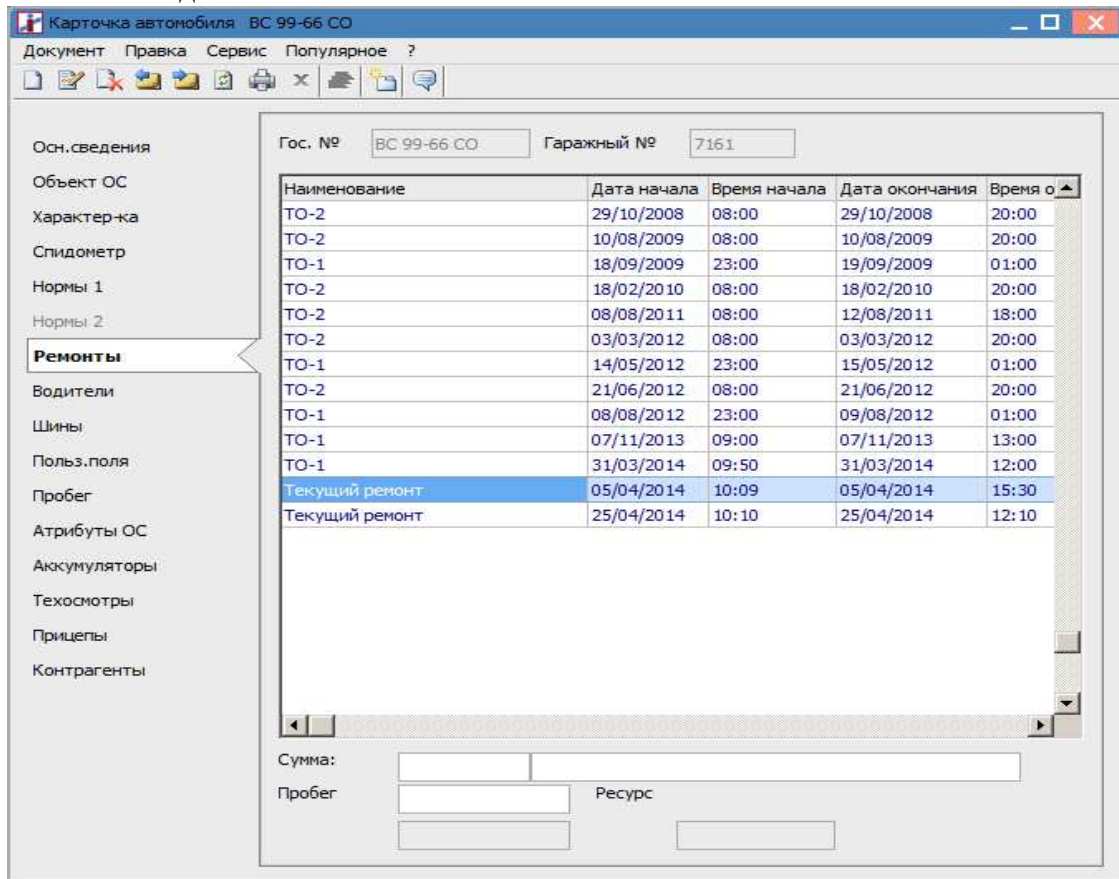 Карточка автомобиля ВС 99-66 СО
Документ Правка Сервис Популярное ?
Гос. № ВС 99-66 СО Гаражный № 7161
Осн.сведения
Объект ОС
Характер-ка
Спидометр
Нормы 1
Нормы 2
Ремонты
Водители
Шины
Польз.поля
Пробег
Атрибуты ОС
Аккумуляторы
Техосмотры
Прицепы
Контрагенты
Наименование Дата начала Время начала Дата окончания Время о
ТО-2 29/10/2008 08:00 29/10/2008 20:00
ТО-2 10/08/2009 08:00 10/08/2009 20:00
ТО-1 18/09/2009 23:00 19/09/2009 01:00
ТО-2 18/02/2010 08:00 18/02/2010 20:00
ТО-2 08/08/2011 08:00 12/08/2011 18:00
ТО-2 03/03/2012 08:00 03/03/2012 20:00
ТО-1 14/05/2012 23:00 15/05/2012 01:00
ТО-2 21/06/2012 08:00 21/06/2012 20:00
ТО-1 08/08/2012 23:00 09/08/2012 01:00
ТО-1 07/11/2013 09:00 07/11/2013 13:00
ТО-1 31/03/2014 09:50 31/03/2014 12:00
Текущий ремонт 05/04/2014 10:09 05/04/2014 15:30
Текущий ремонт 25/04/2014 10:10 25/04/2014 12:10
Сумма:
Пробег Ресурс